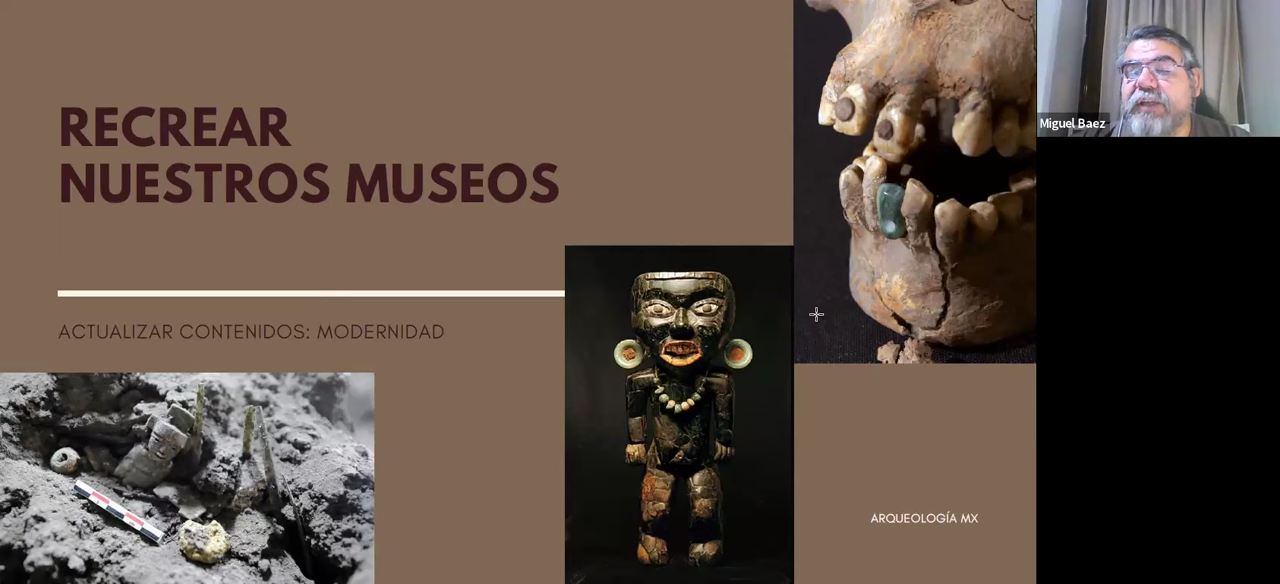 RECREAR
NUESTROS MUSEOS
ACTUALIZAR CONTENIDOS: MODERNIDAD
ARQUEOLOGÍA MX
Miguel Baez